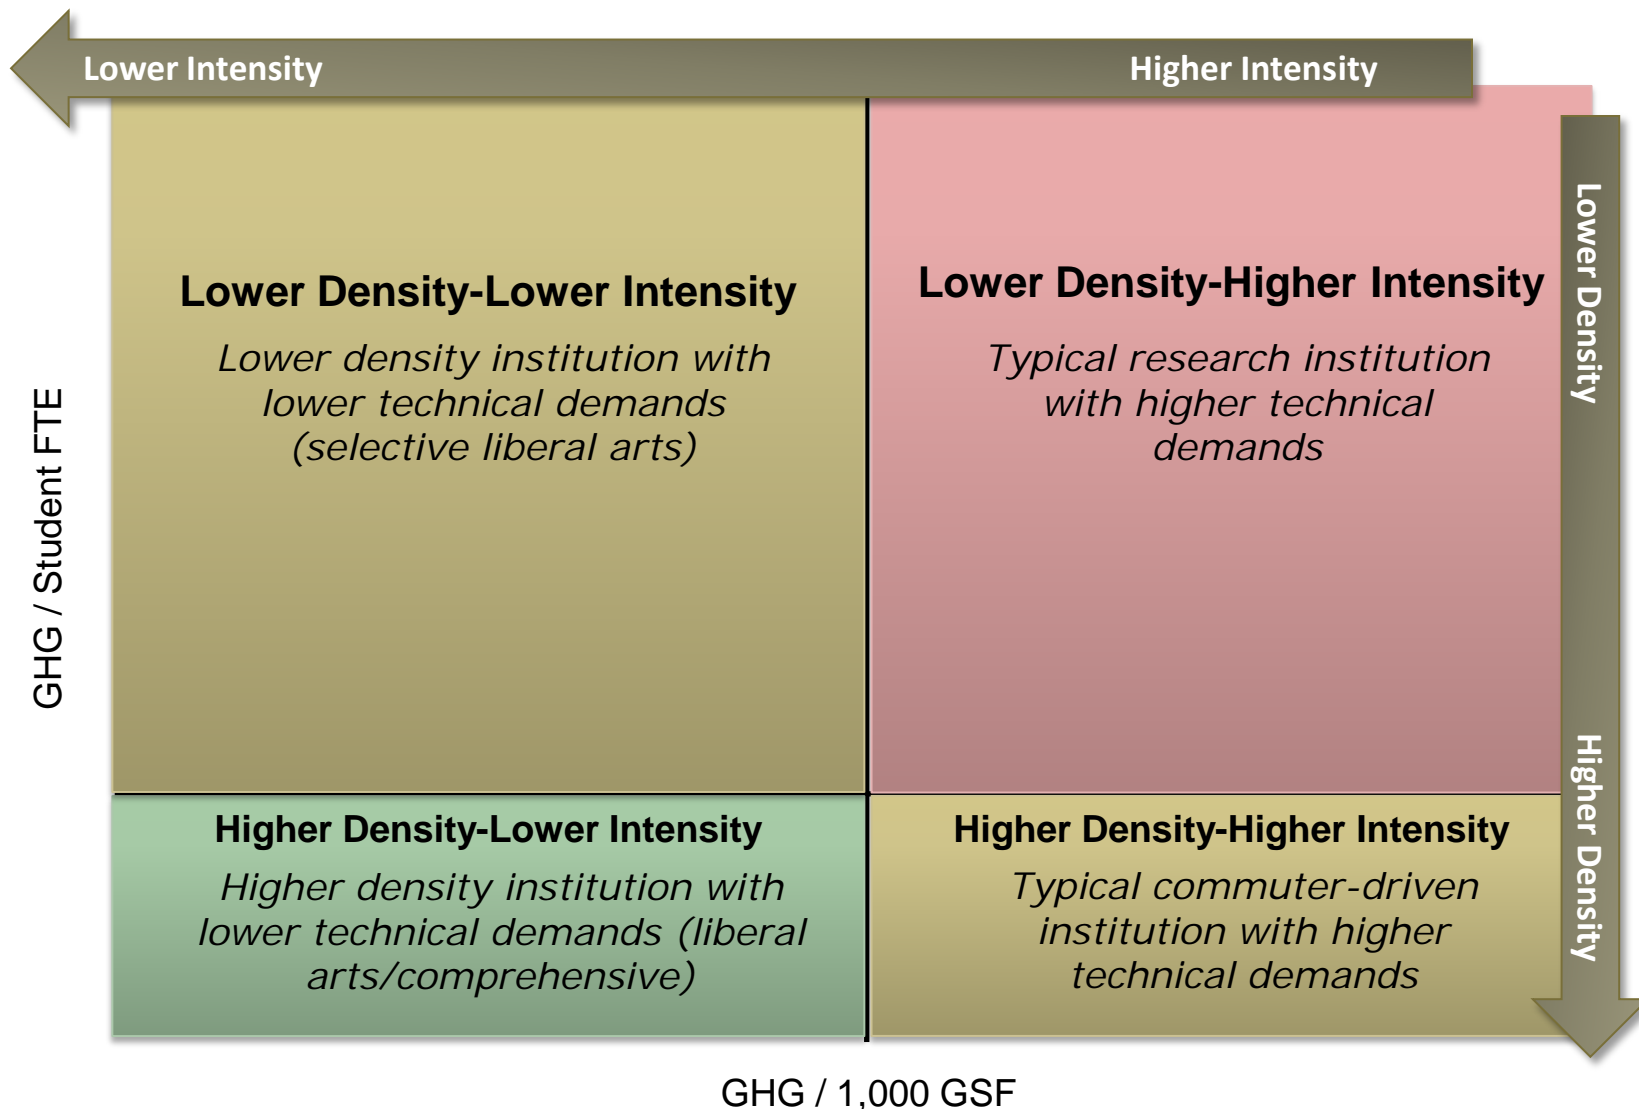 Lower Intensity
Higher Intensity
Lower Density
Higher Density
GHG / Student FTE
Lower Density-Lower Intensity
Lower density institution with
lower technical demands
(selective liberal arts)
Lower Density-Higher Intensity
Typical research institution
with higher technical
demands
Higher Density-Lower Intensity
Higher density institution with
lower technical demands (liberal
arts/comprehensive)
Higher Density-Higher Intensity
Typical commuter-driven
institution with higher
technical demands
GHG / 1,000 GSF